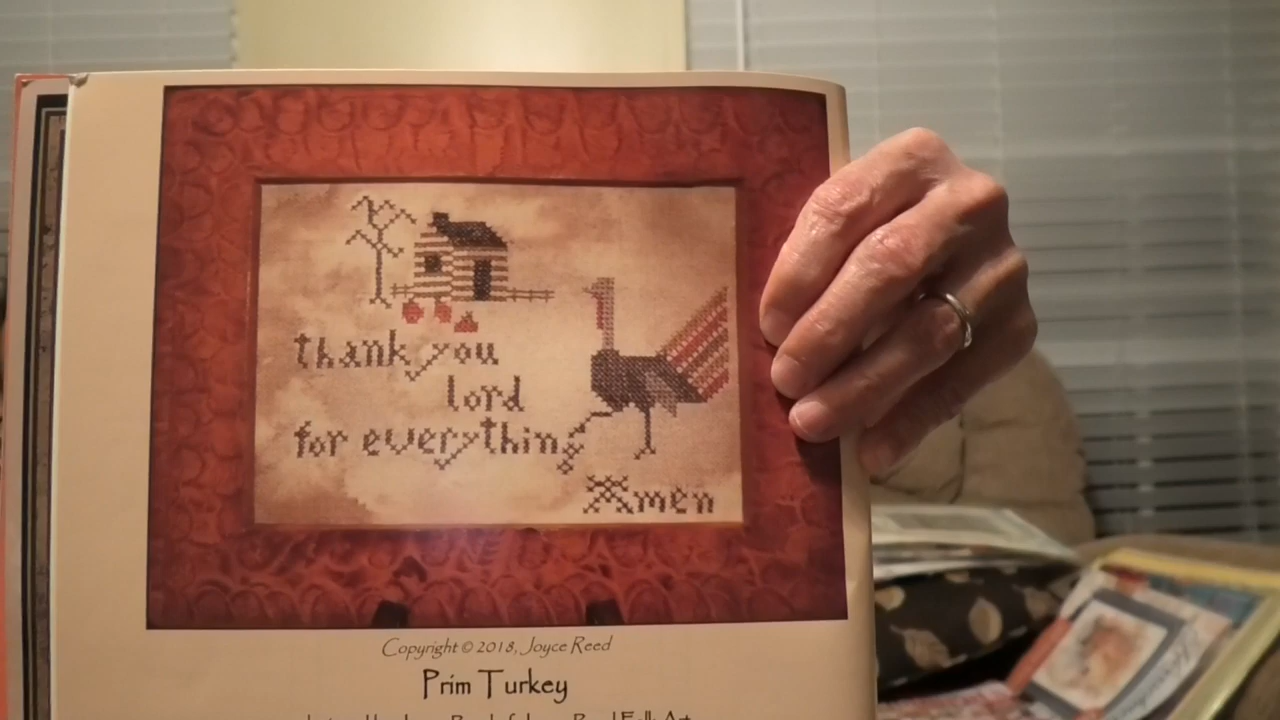 thank you
lord
for everything
Amen
Copyright © 2018, Joyce Reed
Prim Turkey